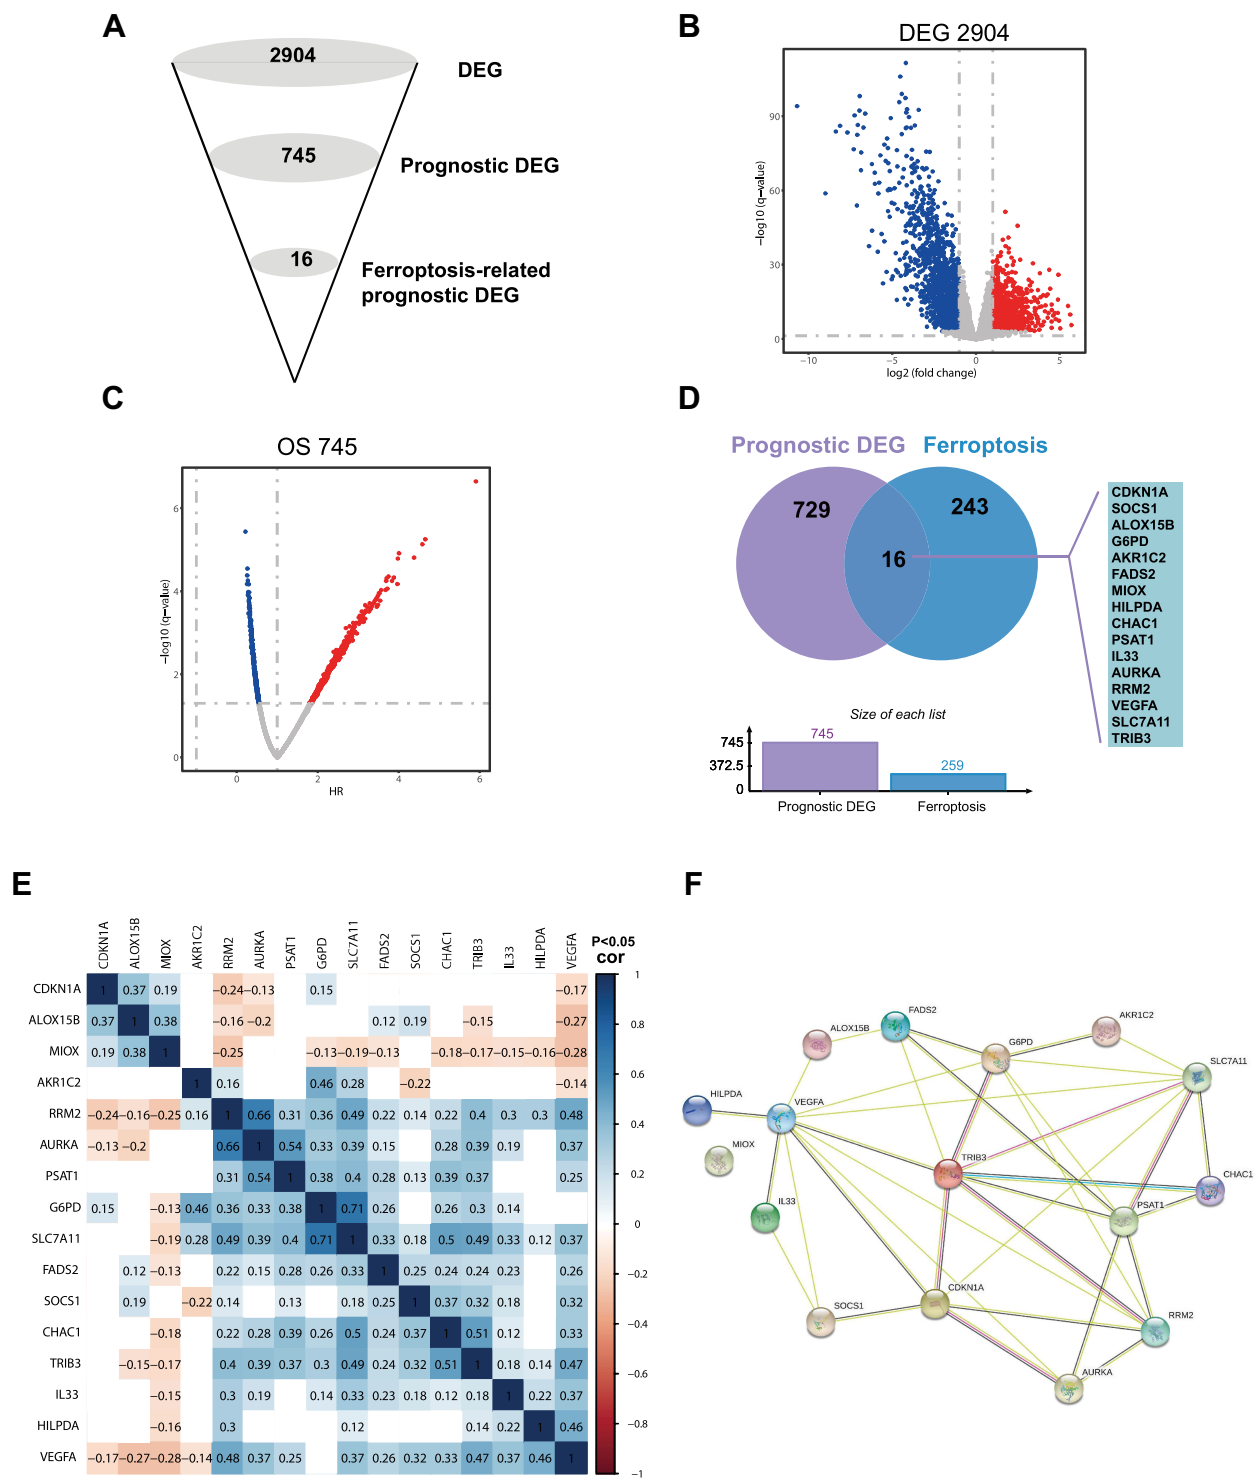 A
2904
DEG
745
Prognostic DEG
16
Ferroptosis-related
prognostic DEG
B
DEG 2904
−log10 (q−value)
90
60
30
0
−10
−5
0
5
log2 (fold change)
C
OS 745
−log10 (q−value)
6
4
2
0
0
2
4
6
HR
D
Prognostic DEG
Ferroptosis
729
16
243
CDKN1A
SOCS1
ALOX15B
G6PD
AKR1C2
FADS2
MIOX
HILPDA
CHAC1
PSAT1
IL33
AURKA
RRM2
VEGFA
SLC7A11
TRIB3
Size of each list
745
372.5
0
745
259
Prognostic DEG
Ferroptosis
E
CDKN1A ALOX15B MIOX AKR1C2 RRM2 AURKA PSAT1 G6PD SLC7A11 FADS2 SOCS1 CHAC1 TRIB3 IL33 HILPDA VEGFA
CDKN1A 1 0.37 0.19 −0.24 −0.13 0.15 −0.17
ALOX15B 0.37 1 0.38 −0.16 −0.2 0.12 0.19 −0.15 −0.27
MIOX 0.19 0.38 1 −0.25 −0.13 −0.19 −0.13 −0.18 −0.17 −0.15 −0.16 −0.28
AKR1C2 1 0.16 0.46 0.28 −0.22 −0.14
RRM2 −0.24 −0.16 −0.25 0.16 1 0.66 0.31 0.36 0.49 0.22 0.14 0.22 0.4 0.3 0.3 0.48
AURKA −0.13 −0.2 0.66 1 0.54 0.33 0.39 0.15 0.28 0.39 0.19 0.37
PSAT1 0.31 0.54 1 0.38 0.4 0.28 0.13 0.39 0.37 0.25
G6PD 0.15 −0.13 0.46 0.36 0.33 0.38 1 0.71 0.26 0.26 0.3 0.14
SLC7A11 −0.19 0.28 0.49 0.39 0.4 0.71 1 0.33 0.18 0.5 0.49 0.33 0.12 0.37
FADS2 0.12 −0.13 0.22 0.15 0.28 0.26 0.33 1 0.25 0.24 0.24 0.23 0.26
SOCS1 0.19 −0.22 0.14 0.13 0.18 0.25 1 0.37 0.32 0.18 0.32
CHAC1 −0.18 0.22 0.28 0.39 0.26 0.5 0.24 0.37 1 0.51 0.12 0.33
TRIB3 −0.15 −0.17 0.4 0.39 0.37 0.3 0.49 0.24 0.32 0.51 1 0.18 0.14 0.47
IL33 −0.15 0.3 0.19 0.14 0.33 0.23 0.18 0.12 0.18 1 0.22 0.37
HILPDA −0.16 0.3 0.12 0.14 0.22 1 0.46
VEGFA −0.17 −0.27 −0.28 −0.14 0.48 0.37 0.25 0.37 0.26 0.32 0.33 0.47 0.37 0.46 1
P<0.05
cor
1
0.8
0.6
0.4
0.2
0
−0.2
−0.4
−0.6
−0.8
−1
F
FADS2
ALOX15B
G6PD
AKR1C2
SLC7A11
HILPDA
VEGFA
MIOX
TRIB3
CHAC1
IL33
PSAT1
CDKN1A
SOCS1
RRM2
AURKA